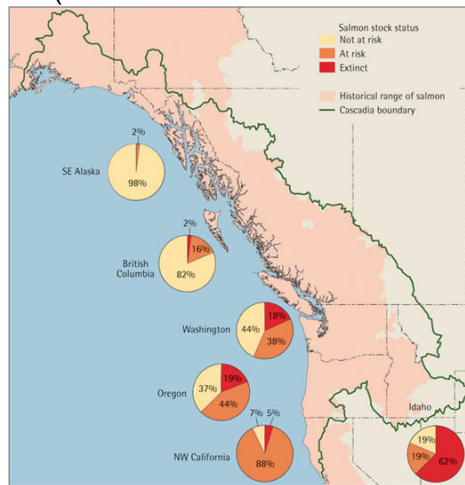 Salmon stock status
Not at risk
At risk
Extinct
Historical range of salmon
Cascadia boundary
2%
SE Alaska
98%
2%
British
Columbia
16%
82%
Washington
44%
18%
38%
Oregon
37%
19%
44%
7%
5%
NW California
88%
Idaho
19%
19%
62%